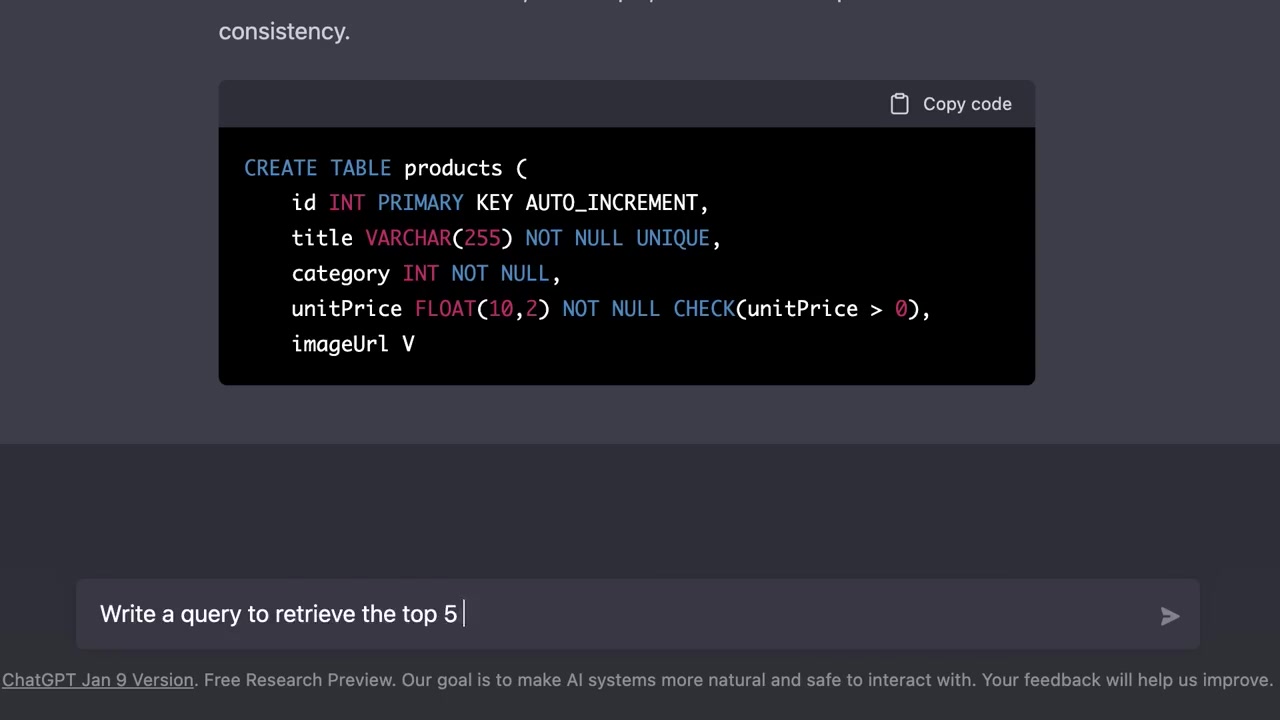 consistency.
Copy code
CREATE TABLE products (
id INT PRIMARY KEY AUTO_INCREMENT,
title VARCHAR(255) NOT NULL UNIQUE,
category INT NOT NULL,
unitPrice FLOAT(10,2) NOT NULL CHECK(unitPrice > 0),
imageUrl V
Write a query to retrieve the top 5
ChatGPT Jan 9 Version. Free Research Preview. Our goal is to make AI systems more natural and safe to interact with. Your feedback will help us improve.